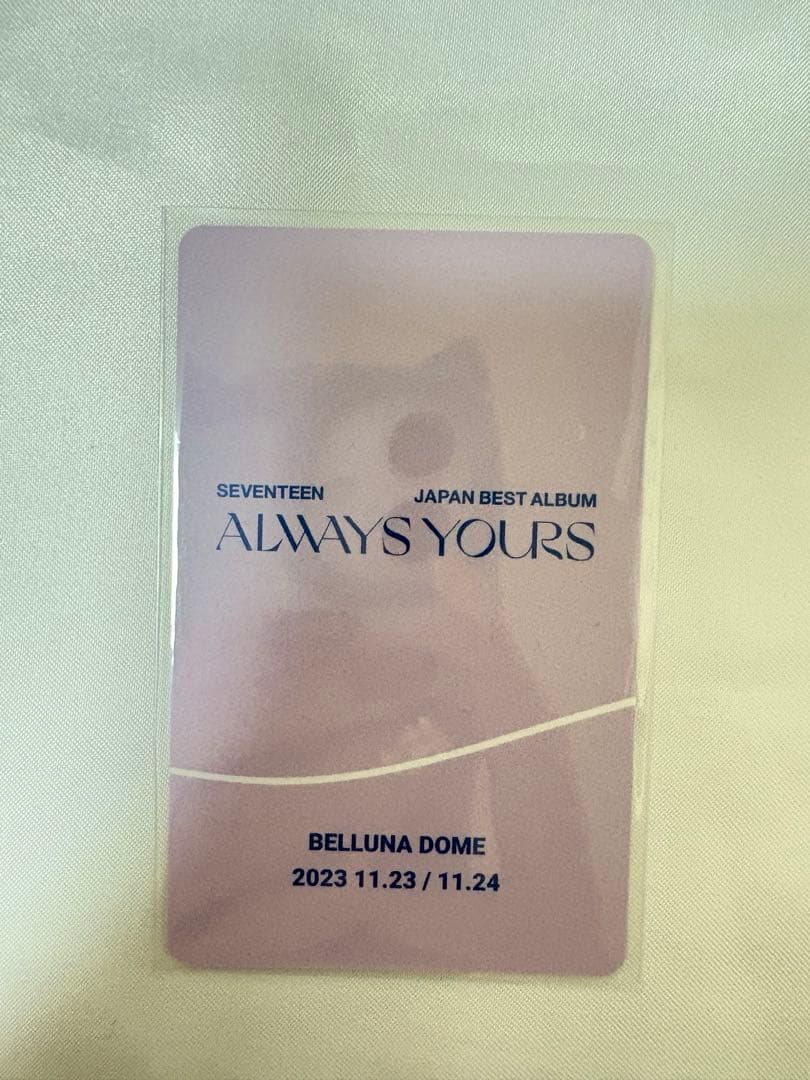 SEVENTEEN JAPAN BEST ALBUM
ALWAYS YOURS
BELLUNA DOME
2023 11.23 / 11.24